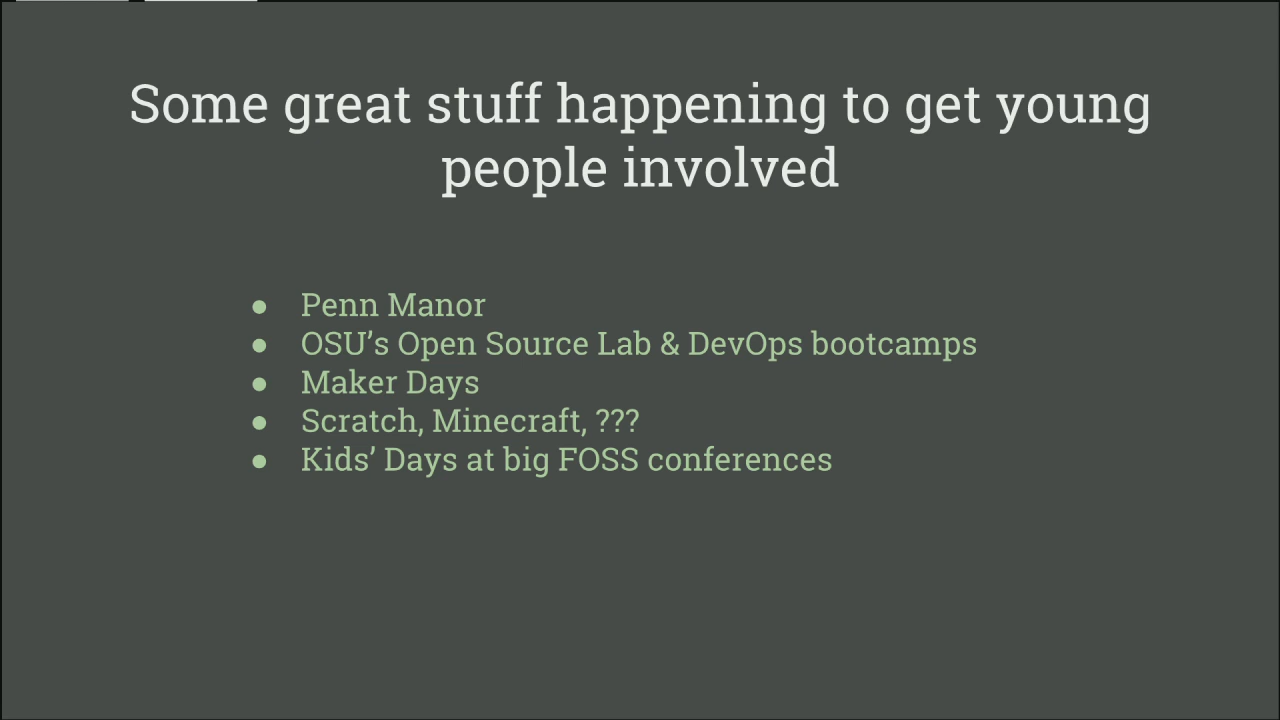 Some great stuff happening to get young
people involved
● Penn Manor
● OSU’s Open Source Lab & DevOps bootcamps
● Maker Days
● Scratch, Minecraft, ???
● Kids’ Days at big FOSS conferences